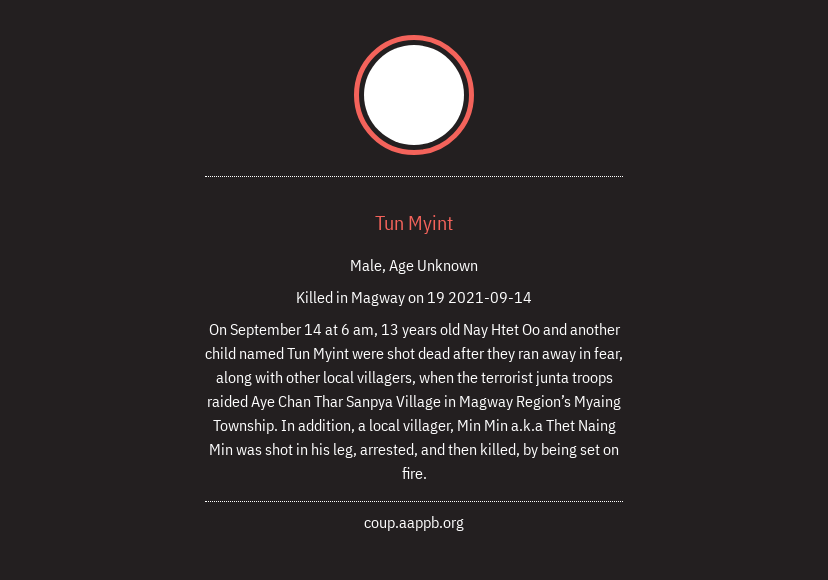 Tun Myint
Male, Age Unknown
Killed in Magway on 19 2021-09-14
On September 14 at 6 am, 13 years old Nay Htet Oo and another
child named Tun Myint were shot dead after they ran away in fear,
along with other local villagers, when the terrorist junta troops
raided Aye Chan Thar Sanpya Village in Magway Region’s Myaing
Township. In addition, a local villager, Min Min a.k.a Thet Naing
Min was shot in his leg, arrested, and then killed, by being set on
fire.
coup.aappb.org